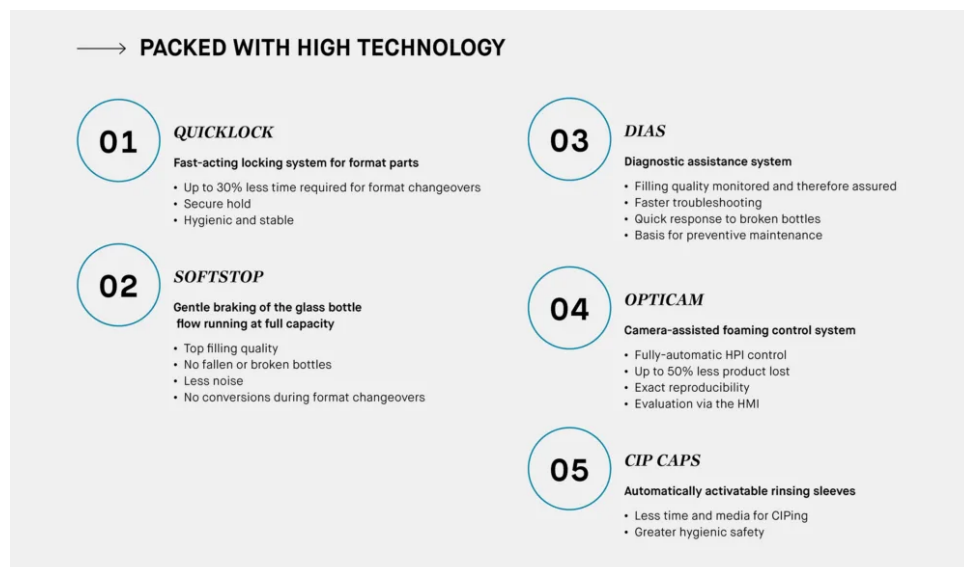 PACKED WITH HIGH TECHNOLOGY
01
QUICKLOCK
Fast-acting locking system for format parts
• Up to 30% less time required for format changeovers
• Secure hold
• Hygienic and stable
02
SOFTSTOP
Gentle braking of the glass bottle
flow running at full capacity
• Top filling quality
• No fallen or broken bottles
• Less noise
• No conversions during format changeovers
03
DIAS
Diagnostic assistance system
• Filling quality monitored and therefore assured
• Faster troubleshooting
• Quick response to broken bottles
• Basis for preventive maintenance
04
OPTICAM
Camera-assisted foaming control system
• Fully-automatic HPI control
• Up to 50% less product lost
• Exact reproducibility
• Evaluation via the HMI
05
CIP CAPS
Automatically activatable rinsing sleeves
• Less time and media for CIPing
• Greater hygienic safety